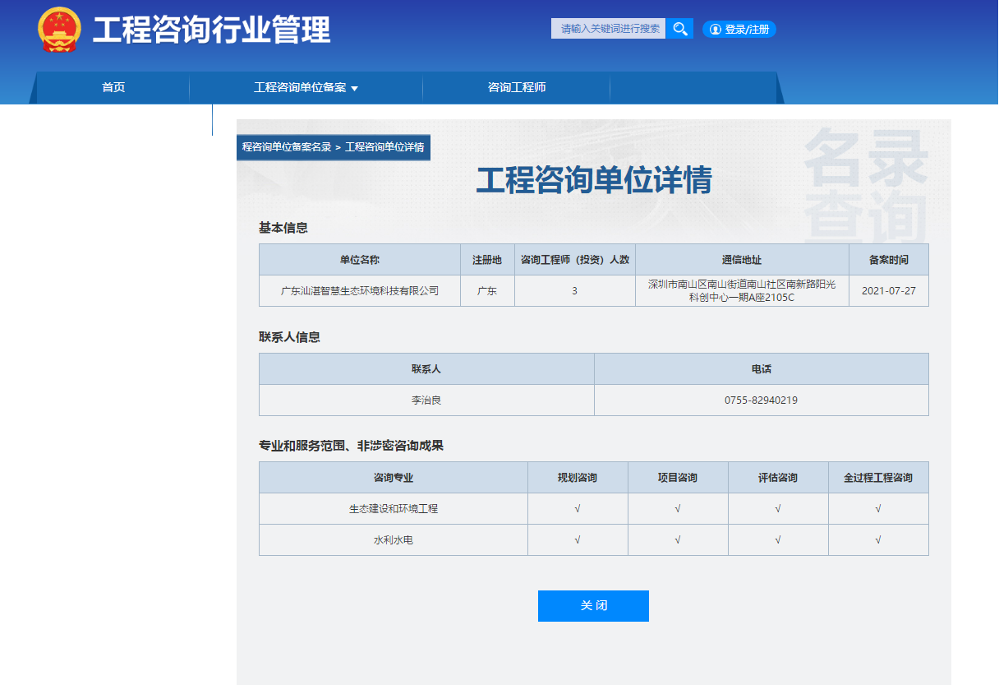 工程咨询行业管理
请输入关键词进行搜索
登录/注册
首页
工程咨询单位备案
咨询工程师
程咨询单位备案名录 > 工程咨询单位详情
名录
查询
工程咨询单位详情
基本信息
单位名称 注册地 咨询工程师（投资）人数 通信地址 备案时间
广东汕湛智慧生态环境科技有限公司 广东 3 深圳市南山区南山街道南山社区南新路阳光 2021-07-27
科创中心一期A座2105C
联系人信息
联系人 电话
李治良 0755-82940219
专业和服务范围、非涉密咨询成果
咨询专业 规划咨询 项目咨询 评估咨询 全过程工程咨询
生态建设和环境工程 √ √ √ √
水利水电 √ √ √ √
关 闭